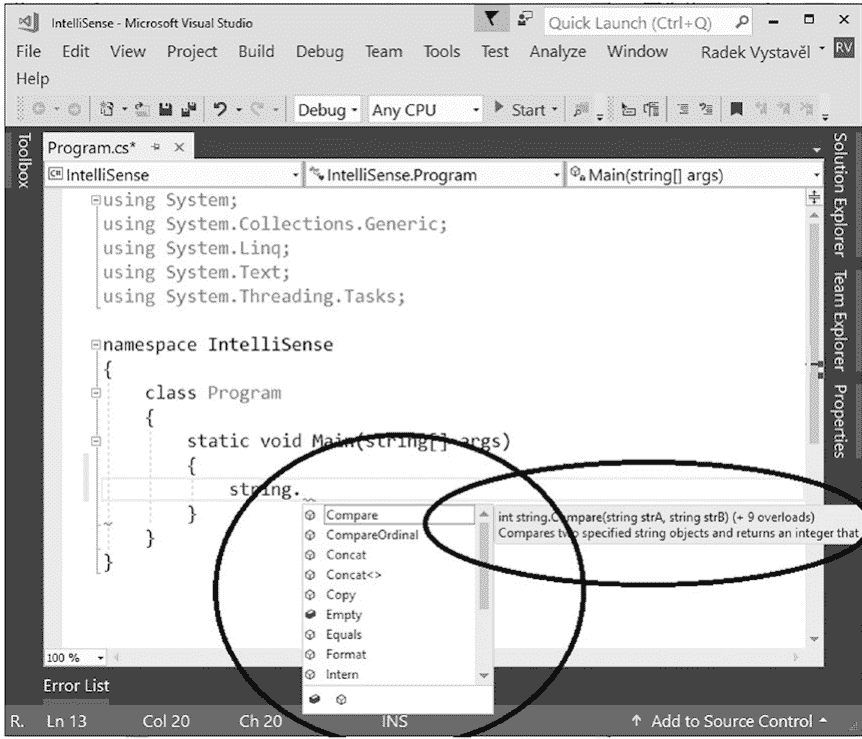 IntelliSense - Microsoft Visual Studio
Quick Launch (Ctrl+Q)
File Edit View Project Build Debug Team Tools Test Analyze Window Radek Vystavěl RV
Help
Debug Any CPU Start
Toolbox
Program.cs*
IntelliSense IntelliSense.Program Main(string[] args)
using System;
using System.Collections.Generic;
using System.Linq;
using System.Text;
using System.Threading.Tasks;
namespace IntelliSense
{
class Program
{
static void Main(string[] args)
{
string.
}
}
}
Compare
CompareOrdinal
Concat
Concat<>
Copy
Empty
Equals
Format
Intern
int string.Compare(string strA, string strB) (+ 9 overloads)
Compares two specified string objects and returns an integer that
Solution Explorer
Team Explorer
Properties
100 %
Error List
R. Ln 13 Col 20 Ch 20 INS Add to Source Control